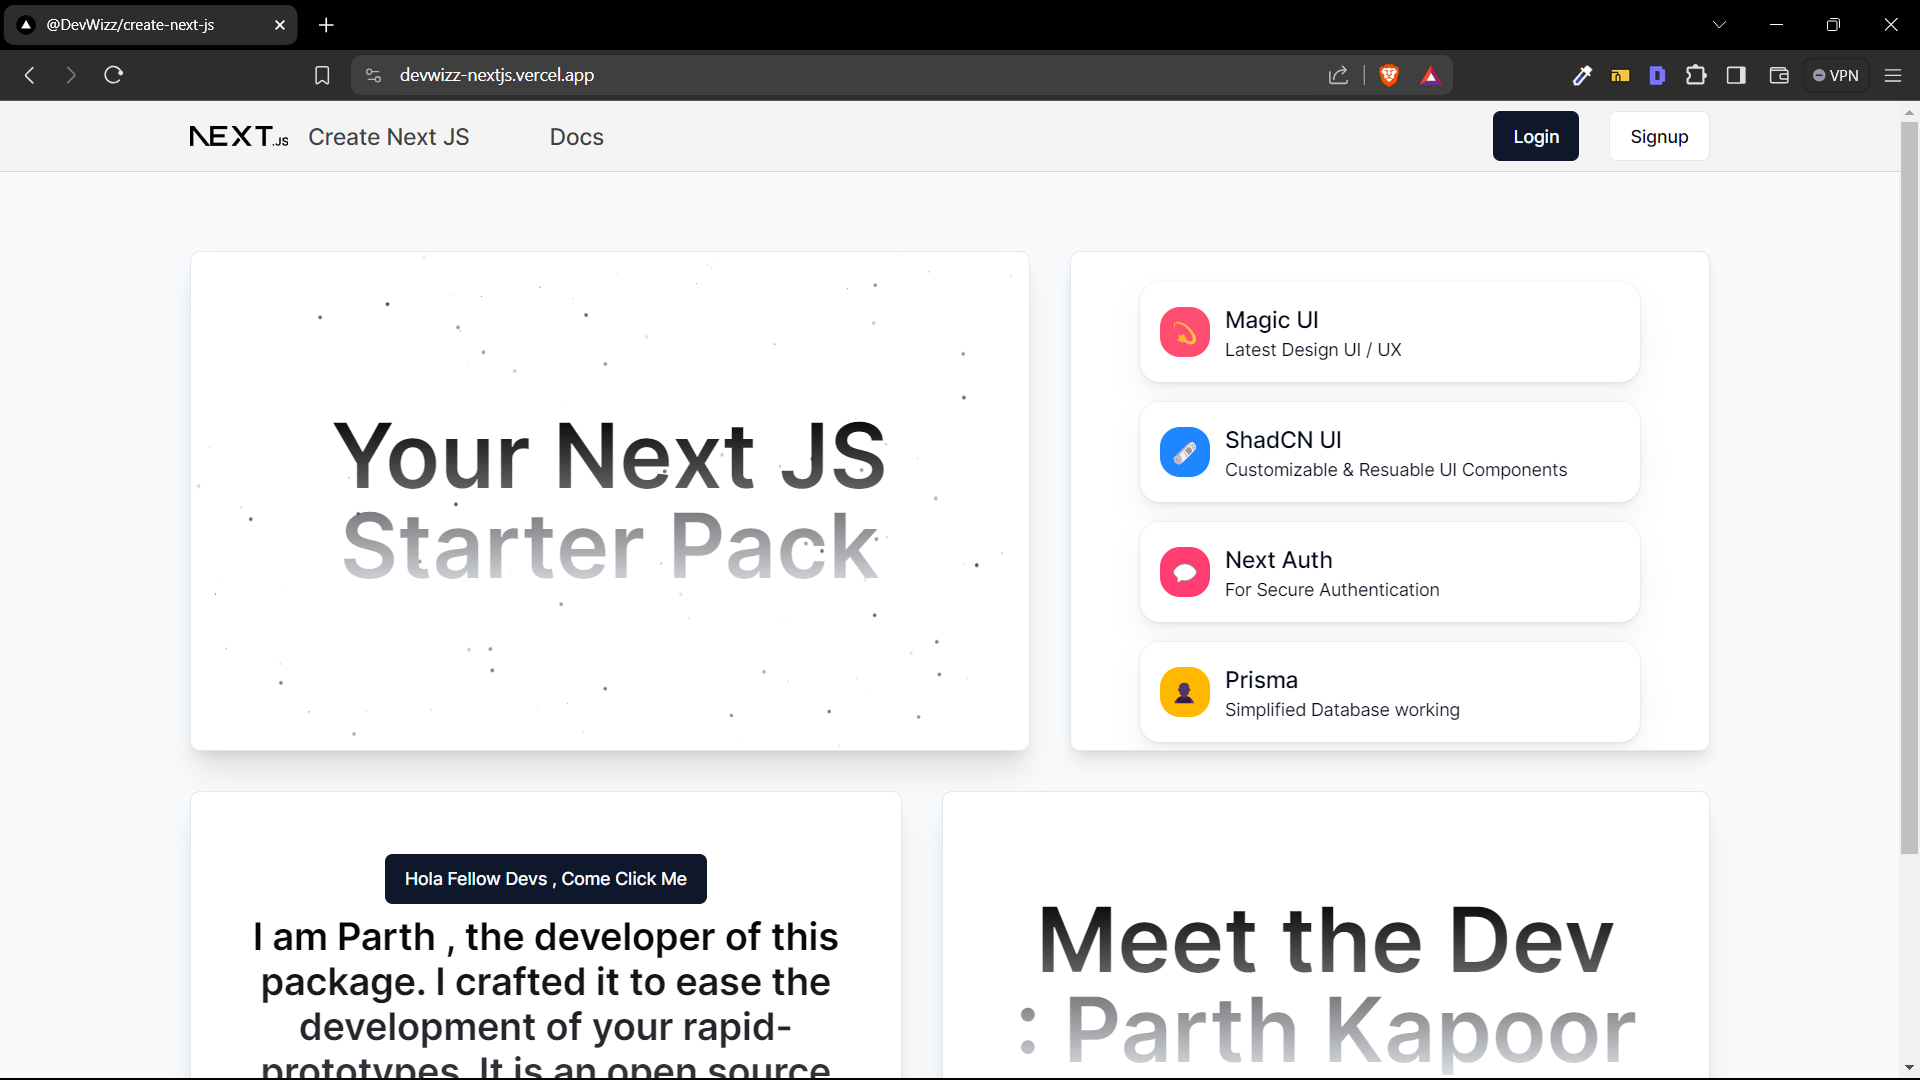 @DevWizz/create-next-js
devwizz-nextjs.vercel.app
VPN
NEXT.JS Create Next JS Docs Login Signup
Your Next JS
Starter Pack
Magic UI
Latest Design UI / UX
ShadCN UI
Customizable & Resuable UI Components
Next Auth
For Secure Authentication
Prisma
Simplified Database working
Hola Fellow Devs , Come Click Me
I am Parth , the developer of this
package. I crafted it to ease the
development of your rapid-
prototypes. It is an open source
Meet the Dev
: Parth Kapoor